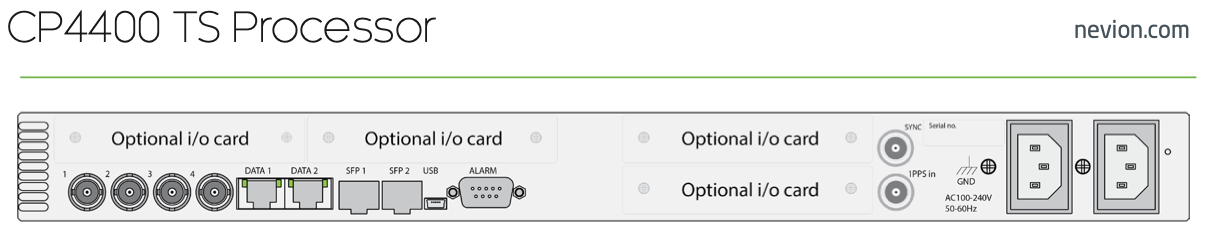 CP4400 TS Processor
nevion.com
Optional i/o card
Optional i/o card
Optional i/o card
SYNC
Serial no.
1
2
3
4
DATA 1
DATA 2
SFP 1
SFP 2
USB
ALARM
Optional i/o card
1PPS in
GND
AC100-240V
50-60Hz